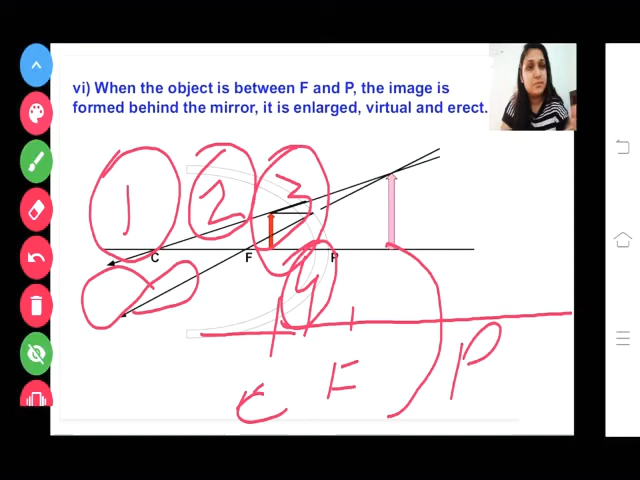 vi) When the object is between F and P, the image is
formed behind the mirror, it is enlarged, virtual and erect.
1 2 3
C F P
4
C F P